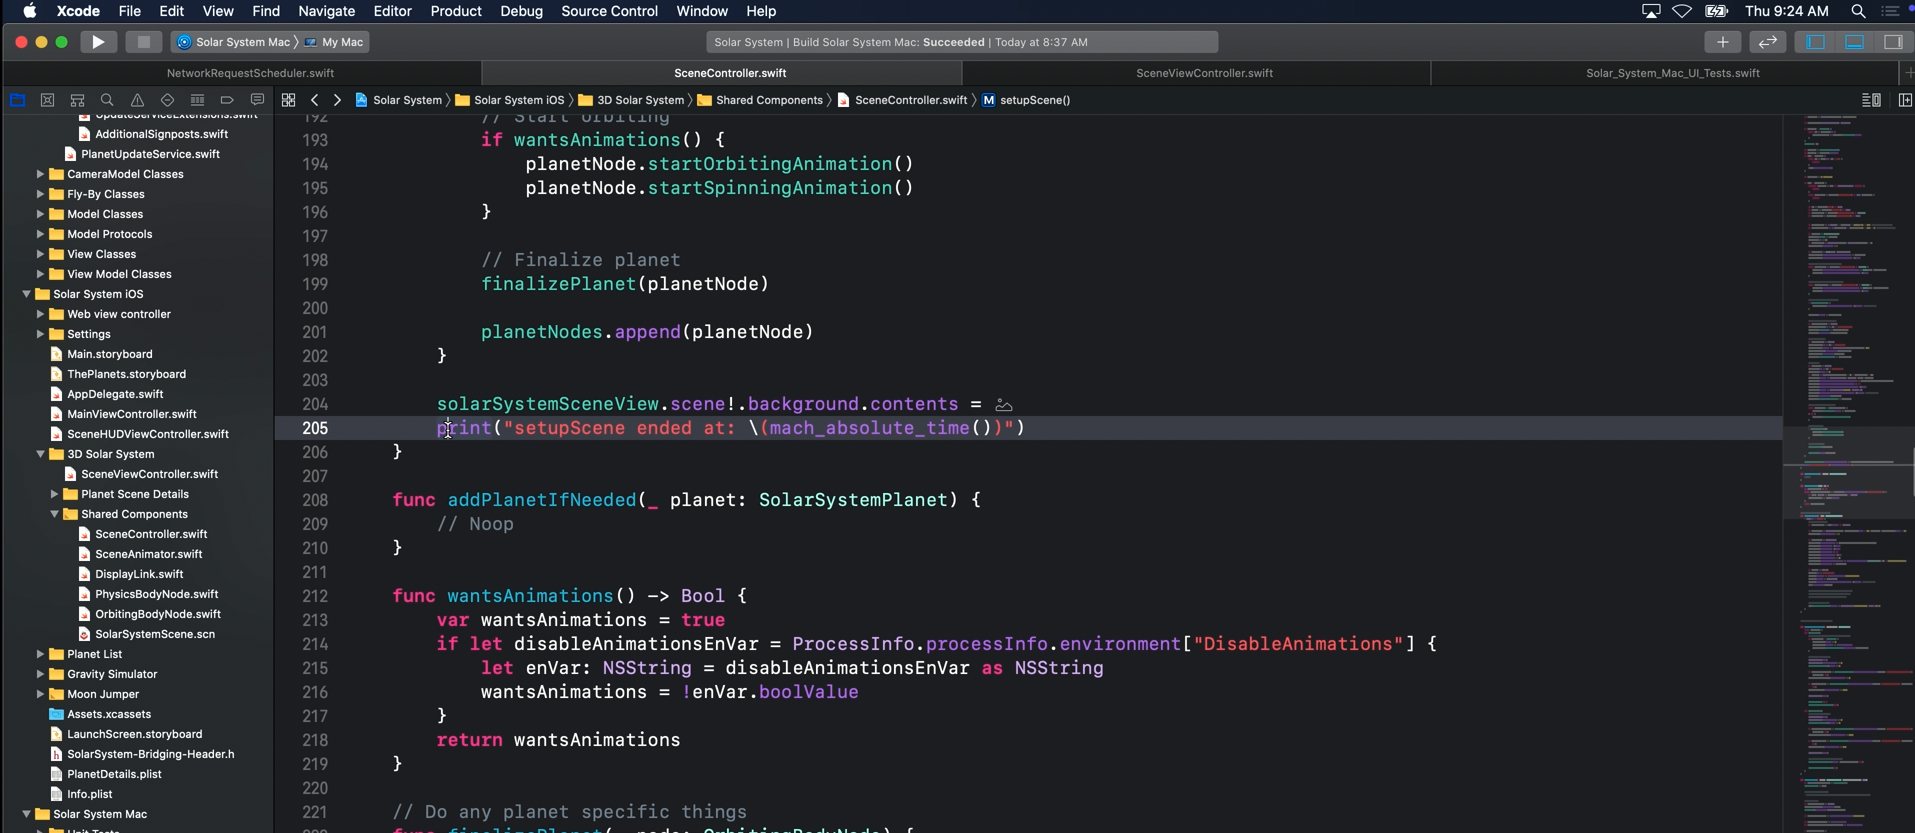 Xcode File Edit View Find Navigate Editor Product Debug Source Control Window Help Thu 9:24 AM
Solar System Mac My Mac Solar System | Build Solar System Mac: Succeeded | Today at 8:37 AM
NetworkRequestScheduler.swift SceneController.swift SceneViewController.swift Solar_System_Mac_UI_Tests.swift
Solar System Solar System iOS 3D Solar System Shared Components SceneController.swift M setupScene()
UpdateServiceExtensions.swift
AdditionalSignposts.swift
PlanetUpdateService.swift
CameraModel Classes
Fly-By Classes
Model Classes
Model Protocols
View Classes
View Model Classes
Solar System iOS
Web view controller
Settings
Main.storyboard
ThePlanets.storyboard
AppDelegate.swift
MainViewController.swift
SceneHUDViewController.swift
3D Solar System
SceneViewController.swift
Planet Scene Details
Shared Components
SceneController.swift
SceneAnimator.swift
DisplayLink.swift
PhysicsBodyNode.swift
OrbitingBodyNode.swift
SolarSystemScene.scn
Planet List
Gravity Simulator
Moon Jumper
Assets.xcassets
LaunchScreen.storyboard
SolarSystem-Bridging-Header.h
PlanetDetails.plist
Info.plist
Solar System Mac
Unit Tests
192 // Start orbiting
193 if wantsAnimations() {
194 planetNode.startOrbitingAnimation()
195 planetNode.startSpinningAnimation()
196 }
197
198 // Finalize planet
199 finalizePlanet(planetNode)
200
201 planetNodes.append(planetNode)
202 }
203
204 solarSystemSceneView.scene!.background.contents =
205 print("setupScene ended at: \(mach_absolute_time())")
206 }
207
208 func addPlanetIfNeeded(_ planet: SolarSystemPlanet) {
209 // Noop
210 }
211
212 func wantsAnimations() -> Bool {
213 var wantsAnimations = true
214 if let disableAnimationsEnVar = ProcessInfo.processInfo.environment["DisableAnimations"] {
215 let enVar: NSString = disableAnimationsEnVar as NSString
216 wantsAnimations = !enVar.boolValue
217 }
218 return wantsAnimations
219 }
220
221 // Do any planet specific things
222 func finalizePlanet(_ node: OrbitingBodyNode) {